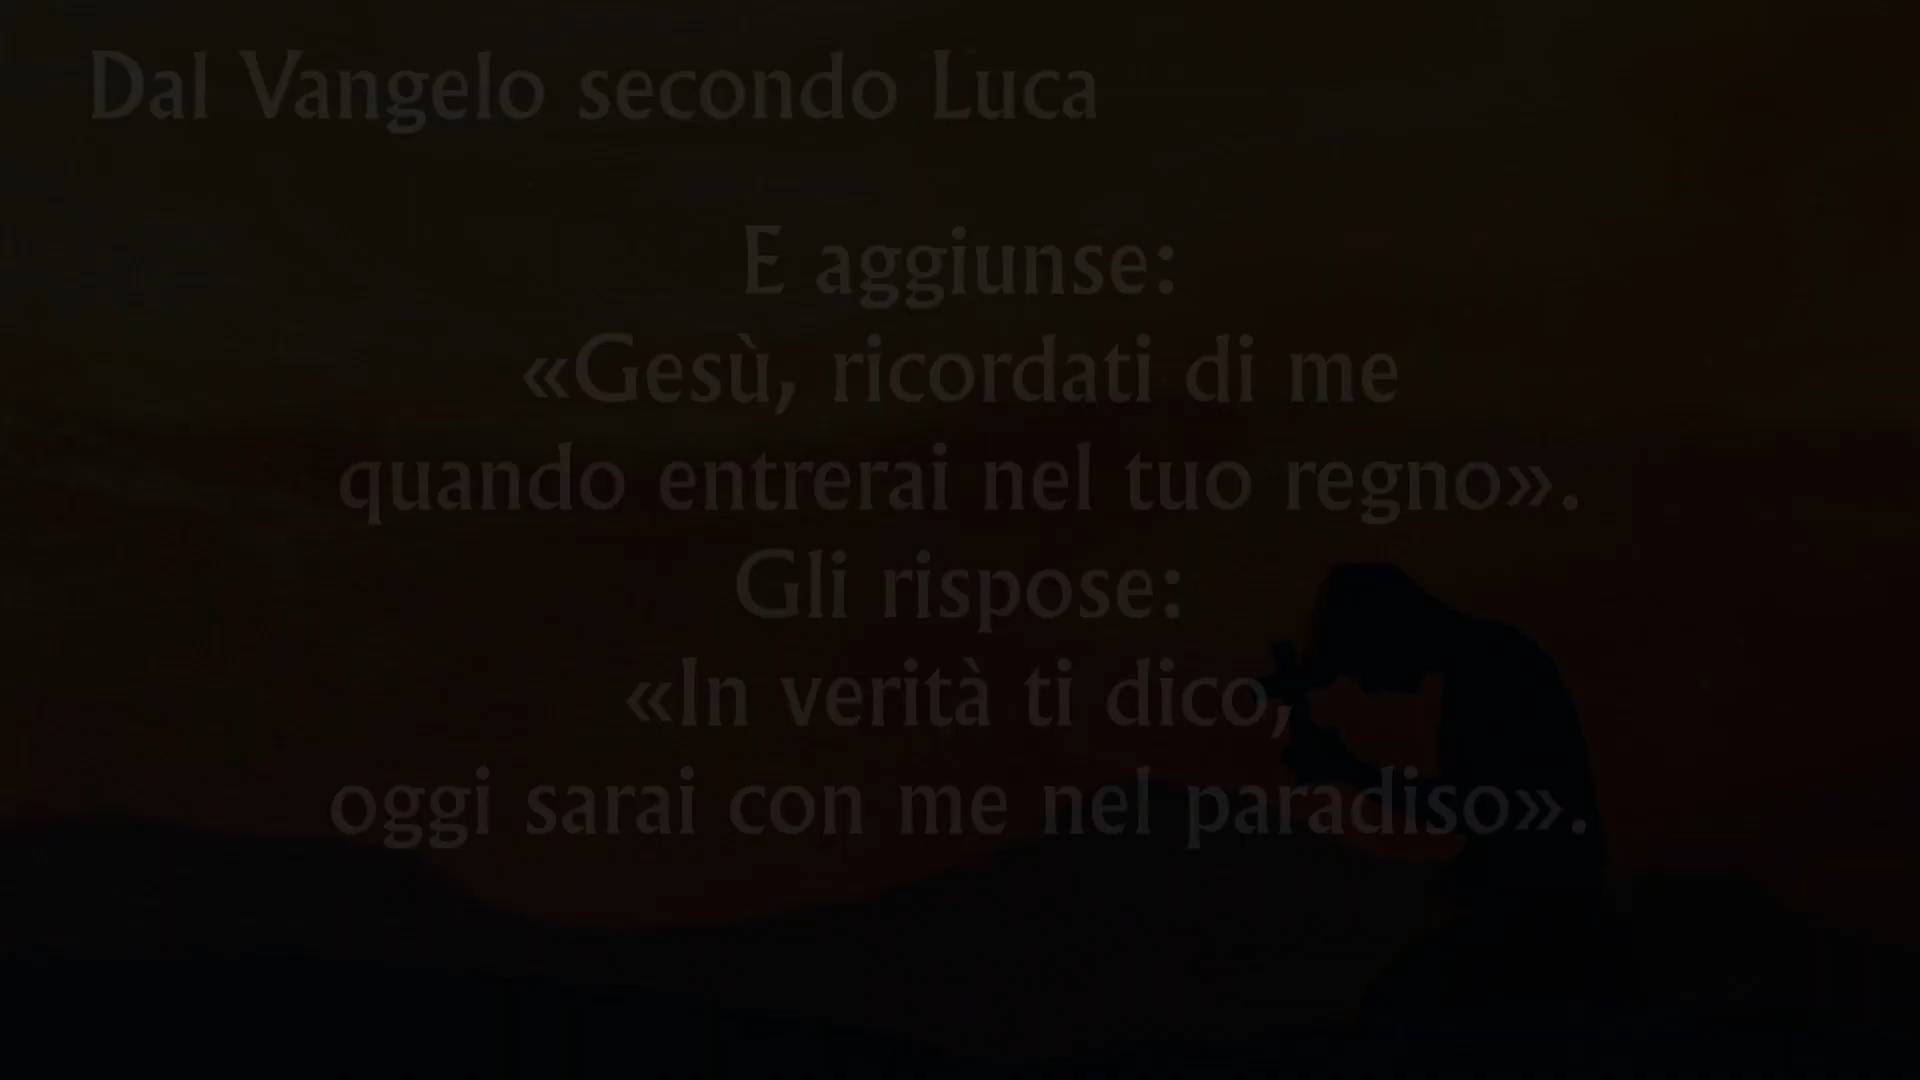 Dal Vangelo secondo Luca
E aggiunse:
«Gesù, ricordati di me
quando entrerai nel tuo regno».
Gli rispose:
«In verità ti dico,
oggi sarai con me nel paradiso».